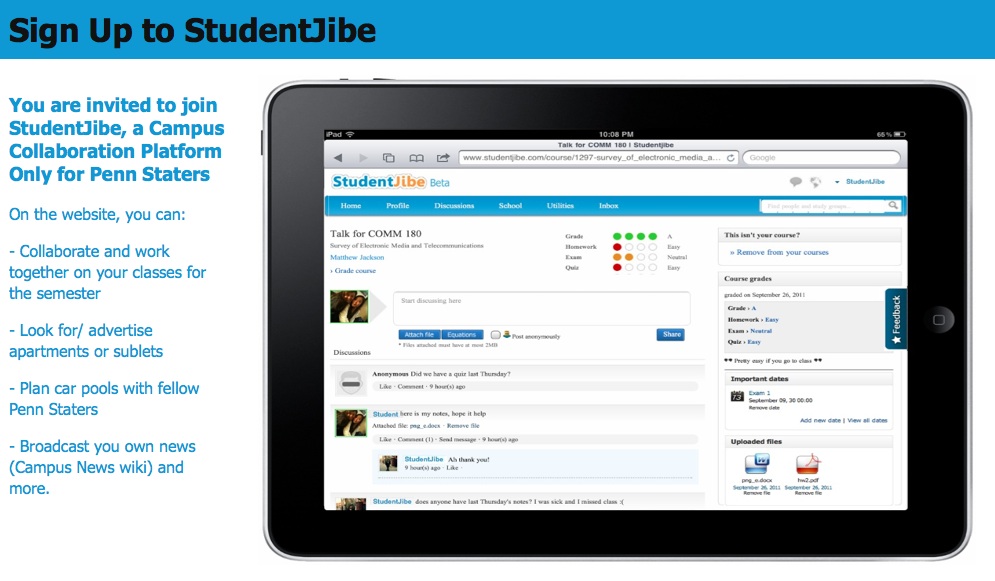 Sign Up to StudentJibe
You are invited to join
StudentJibe, a Campus
Collaboration Platform
Only for Penn Staters
On the website, you can:
- Collaborate and work
together on your classes for
the semester
- Look for/ advertise
apartments or sublets
- Plan car pools with fellow
Penn Staters
- Broadcast you own news
(Campus News wiki) and
more.
iPad 10:08 PM 68 %
Talk for COMM 180 | Studentjibe
www.studentjibe.com/course/1297-survey_of_electronic_media_a... Google
StudentJibe Beta StudentJibe
Home Profile Discussions School Utilities Inbox Find people and study groups...
Talk for COMM 180
Survey of Electronic Media and Telecommunications
Matthew Jackson
› Grade course
Grade A
Homework Easy
Exam Neutral
Quiz Easy
Start discussing here
Attach file Equations Post anonymously Share
* Files attached must have at most 2MB
Discussions
Anonymous Did we have a quiz last Thursday?
Like · Comment · 9 hour(s) ago
Student here is my notes, hope it help
Attached file: png_e.docx · Remove file
Like · Comment (1) · Send message · 9 hour(s) ago
StudentJibe Ah thank you!
9 hour(s) ago · Like ·
StudentJibe does anyone have last Thursday's notes? I was sick and I missed class :(
This isn't your course?
» Remove from your courses
Course grades
graded on September 26, 2011
Grade › A
Homework › Easy
Exam › Neutral
Quiz › Easy
** Pretty easy if you go to class **
Important dates
Exam 1
September 09, 30 00:00
Remove date
Add new date | View all dates
Uploaded files
png_e.docx hw2.pdf
September 26, 2011 September 26, 2011
Remove file Remove file
Feedback